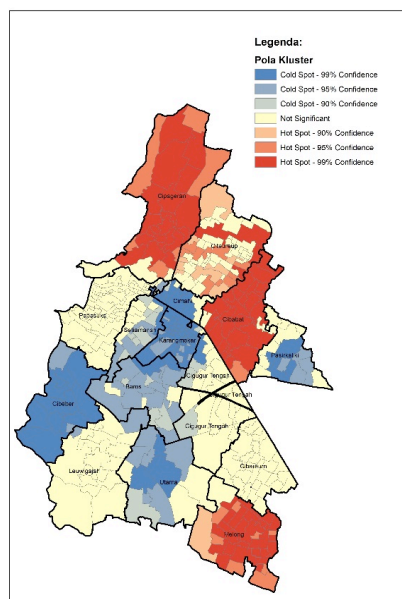 Legenda:
Pola Kluster
Cold Spot - 99% Confidence
Cold Spot - 95% Confidence
Cold Spot - 90% Confidence
Not Significant
Hot Spot - 90% Confidence
Hot Spot - 95% Confidence
Hot Spot - 99% Confidence
Cipageran
Citeureup
Cimahi
Cibabat
Padasuka
Setiamanah
Karangmekar
Pasirkaliki
Cigugur Tengah
Baros
Cigugur Tengah
Cibeber
Cigugur Tengah
Cibeureum
Leuwigajah
Utama
Melong